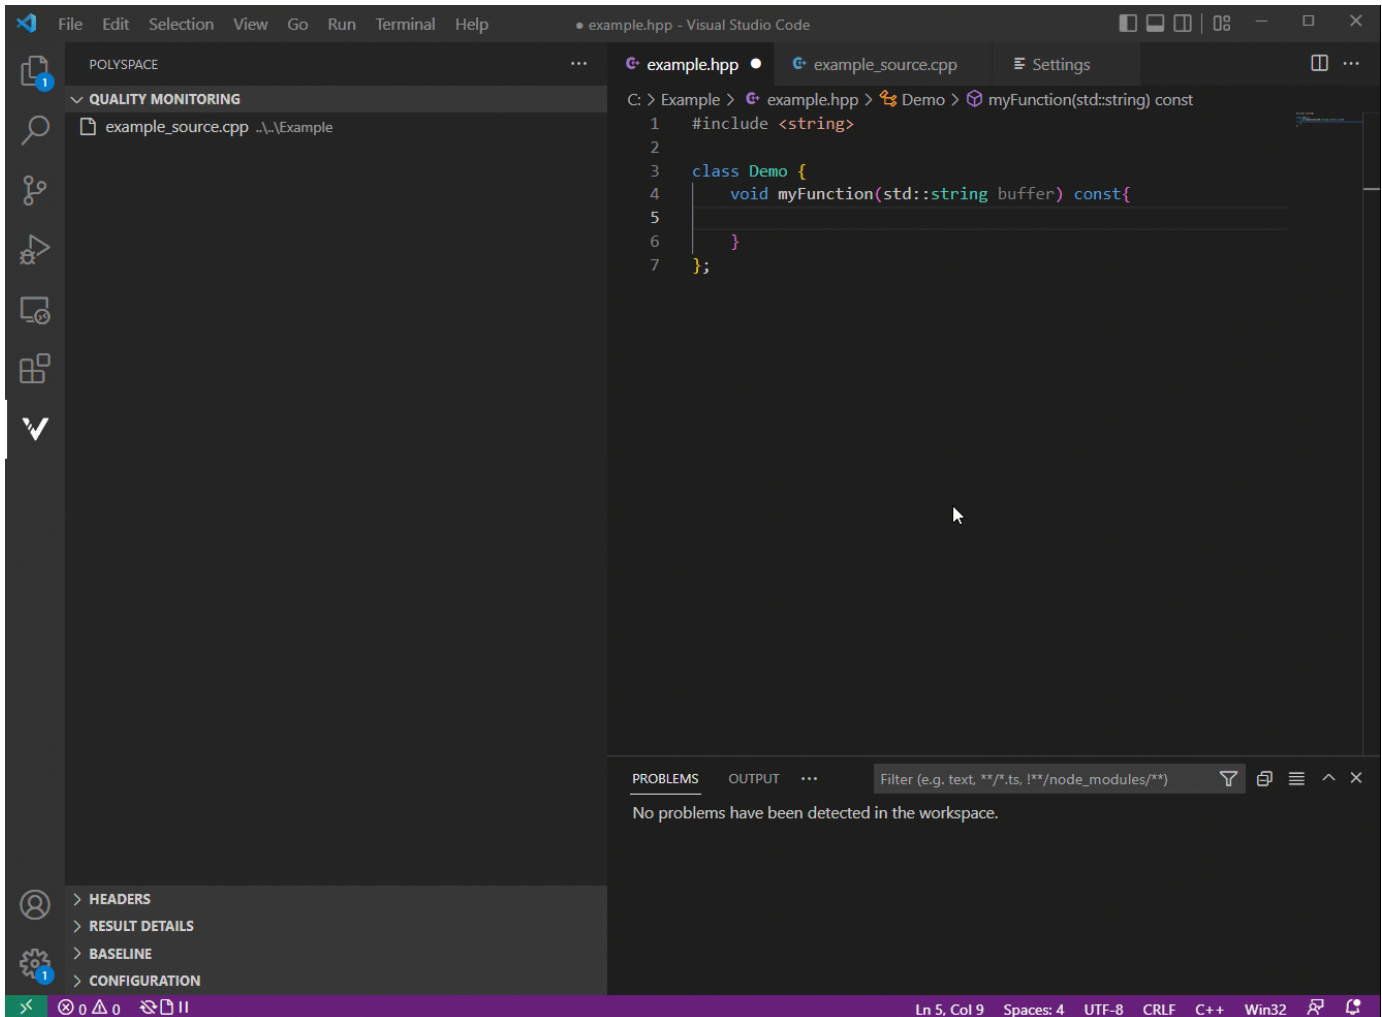 File Edit Selection View Go Run Terminal Help ● example.hpp - Visual Studio Code
POLYSPACE
example.hpp ● example_source.cpp Settings
QUALITY MONITORING
C: > Example > example.hpp > Demo > myFunction(std::string) const
example_source.cpp ..\..\Example
1 #include <string>
2
3 class Demo {
4 void myFunction(std::string buffer) const{
5
6 }
7 };
PROBLEMS OUTPUT ··· Filter (e.g. text, **/*.ts, !**/node_modules/**)
No problems have been detected in the workspace.
1
HEADERS
RESULT DETAILS
BASELINE
CONFIGURATION
1
0 0 Ln 5, Col 9 Spaces: 4 UTF-8 CRLF C++ Win32